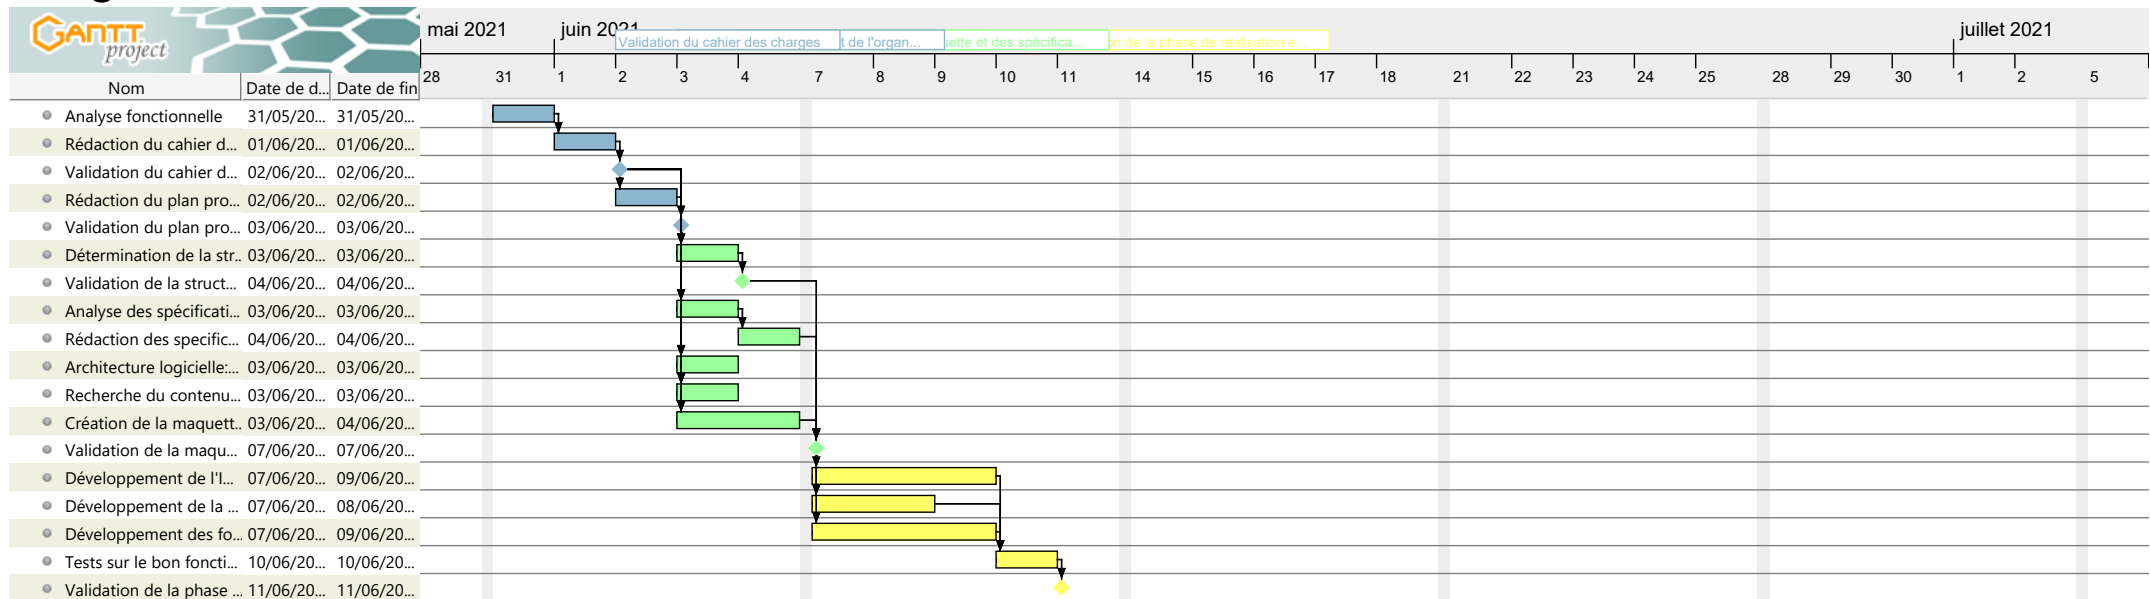 GANTT project
mai 2021 juin 2021 juillet 2021
Validation du cahier des charges t de l'organ... uette et des spécifica... on de la phase de réalisation e...
28 31 1 2 3 4 7 8 9 10 11 14 15 16 17 18 21 22 23 24 25 28 29 30 1 2 5
Nom Date de d... Date de fin
Analyse fonctionnelle 31/05/20... 31/05/20...
Rédaction du cahier d... 01/06/20... 01/06/20...
Validation du cahier d... 02/06/20... 02/06/20...
Rédaction du plan pro... 02/06/20... 02/06/20...
Validation du plan pro... 03/06/20... 03/06/20...
Détermination de la str... 03/06/20... 03/06/20...
Validation de la struct... 04/06/20... 04/06/20...
Analyse des spécificati... 03/06/20... 03/06/20...
Rédaction des specific... 04/06/20... 04/06/20...
Architecture logicielle:... 03/06/20... 03/06/20...
Recherche du contenu... 03/06/20... 03/06/20...
Création de la maquett... 03/06/20... 04/06/20...
Validation de la maqu... 07/06/20... 07/06/20...
Développement de l'I... 07/06/20... 09/06/20...
Développement de la ... 07/06/20... 08/06/20...
Développement des fo... 07/06/20... 09/06/20...
Tests sur le bon foncti... 10/06/20... 10/06/20...
Validation de la phase ... 11/06/20... 11/06/20...